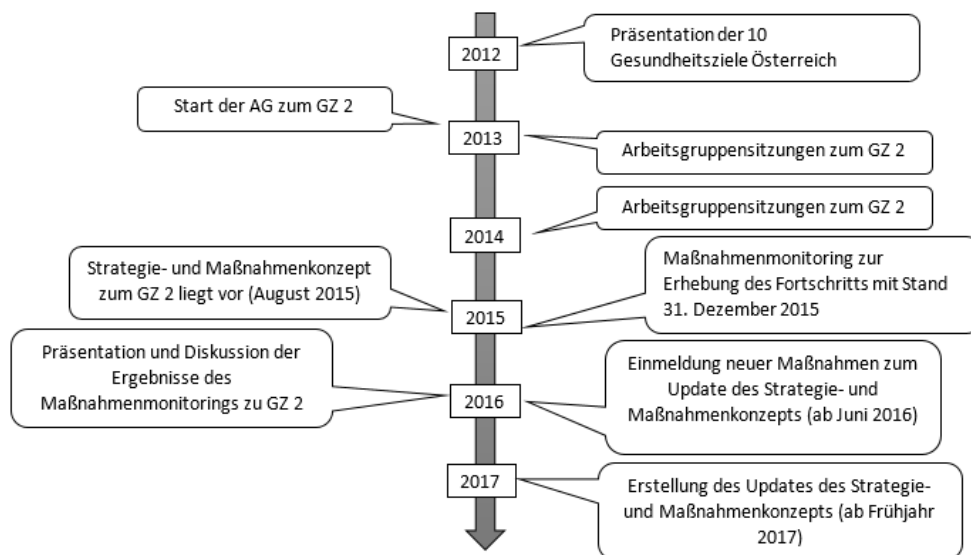 2012
Präsentation der 10
Gesundheitsziele Österreich
Start der AG zum GZ 2
2013
Arbeitsgruppensitzungen zum GZ 2
2014
Arbeitsgruppensitzungen zum GZ 2
Strategie- und Maßnahmenkonzept
zum GZ 2 liegt vor (August 2015)
2015
Maßnahmenmonitoring zur
Erhebung des Fortschritts mit Stand
31. Dezember 2015
Präsentation und Diskussion der
Ergebnisse des
Maßnahmenmonitorings zu GZ 2
2016
Einmeldung neuer Maßnahmen zum
Update des Strategie- und
Maßnahmenkonzepts (ab Juni 2016)
2017
Erstellung des Updates des Strategie-
und Maßnahmenkonzepts (ab Frühjahr
2017)